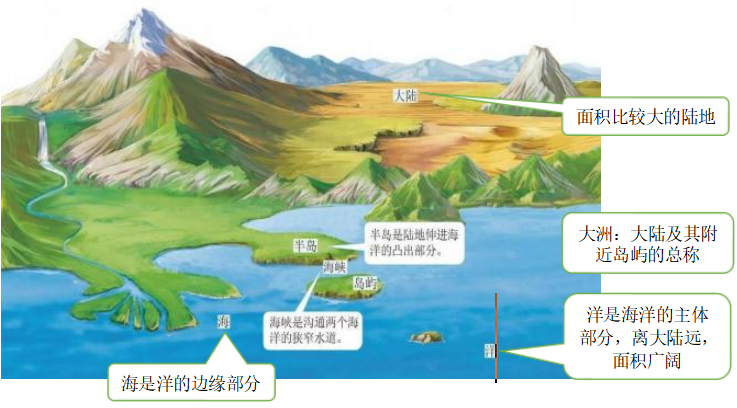 大陆
面积比较大的陆地
半岛是陆地伸进海
洋的凸出部分。
半岛
大洲：大陆及其附
近岛屿的总称
海峡
岛屿
海峡是沟通两个海
洋的狭窄水道。
海
洋是海洋的主体
部分，离大陆远，
面积广阔
洋
海是洋的边缘部分